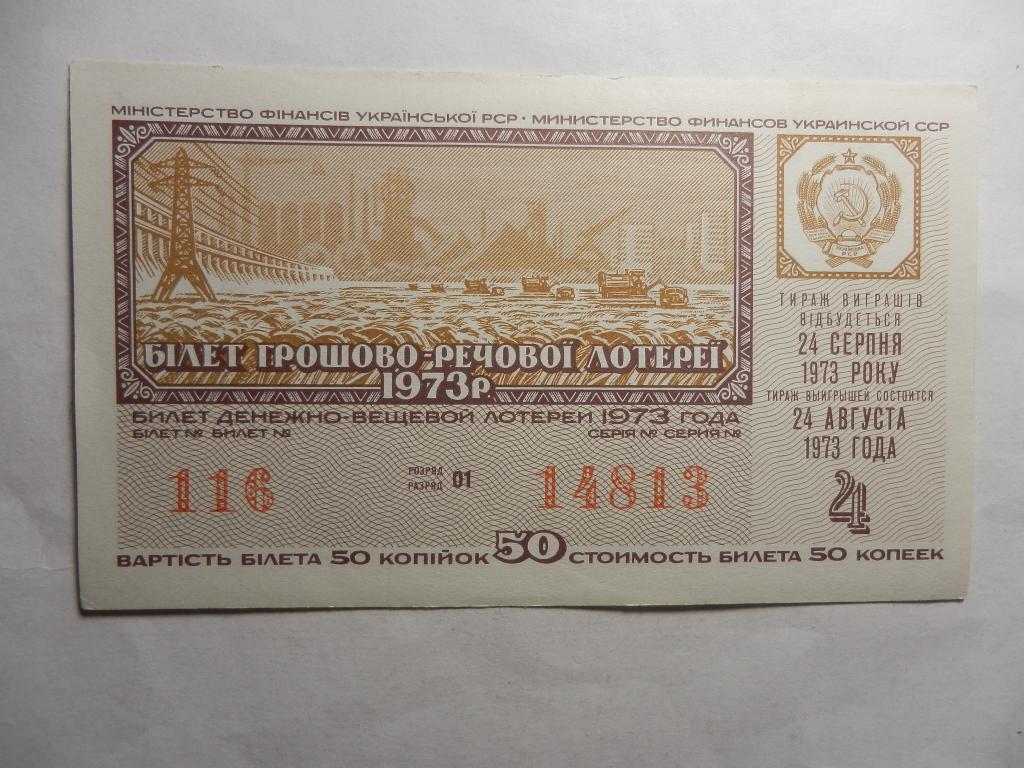 МІНІСТЕРСТВО ФІНАНСІВ УКРАЇНСЬКОЇ РСР · МИНИСТЕРСТВО ФИНАНСОВ УКРАИНСКОЙ ССР
БІЛЕТ ГРОШОВО-РЕЧОВОЇ ЛОТЕРЕЇ
1973р.
БИЛЕТ ДЕНЕЖНО-ВЕЩЕВОЙ ЛОТЕРЕИ 1973 ГОДА
БІЛЕТ № БИЛЕТ № СЕРІЯ № СЕРИЯ №
116 РОЗРЯД РАЗРЯД 01 14813
РСР
ТИРАЖ ВИГРАШІВ
ВІДБУДЕТЬСЯ
24 СЕРПНЯ
1973 РОКУ
ТИРАЖ ВЫИГРЫШЕЙ СОСТОИТСЯ
24 АВГУСТА
1973 ГОДА
4
ВАРТІСТЬ БІЛЕТА 50 КОПІЙОК 50 СТОИМОСТЬ БИЛЕТА 50 КОПЕЕК